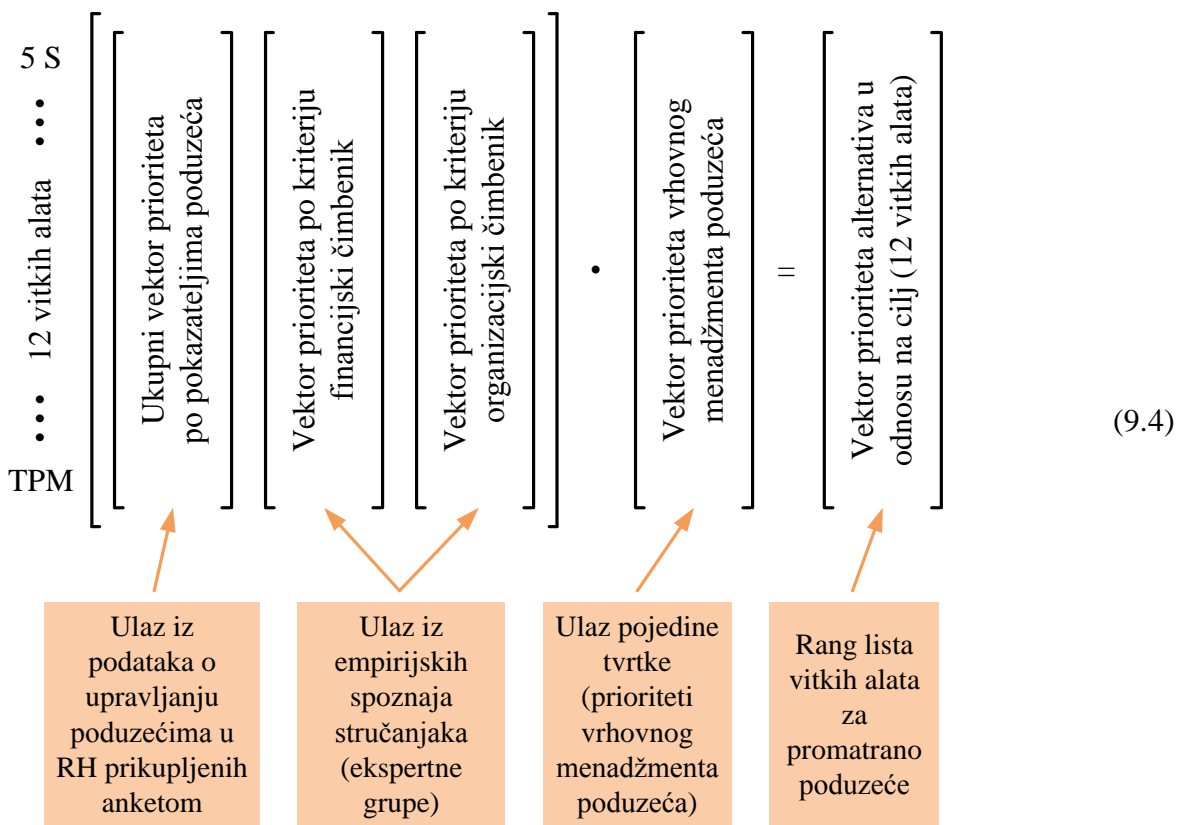 5 S
••• 12 vitkih alata •••
TPM
Ukupni vektor prioriteta
po pokazateljima poduzeća
Vektor prioriteta po kriteriju
financijski čimbenik
Vektor prioriteta po kriteriju
organizacijski čimbenik
•
Vektor prioriteta vrhovnog
menadžmenta poduzeća
=
Vektor prioriteta alternativa u
odnosu na cilj (12 vitkih alata)
(9.4)
Ulaz iz
podataka o
upravljanju
poduzećima u
RH prikupljenih
anketom
Ulaz iz
empirijskih
spoznaja
stručanjaka
(ekspertne
grupe)
Ulaz pojedine
tvrtke
(prioriteti
vrhovnog
menadžmenta
poduzeća)
Rang lista
vitkih alata
za
promatrano
poduzeće